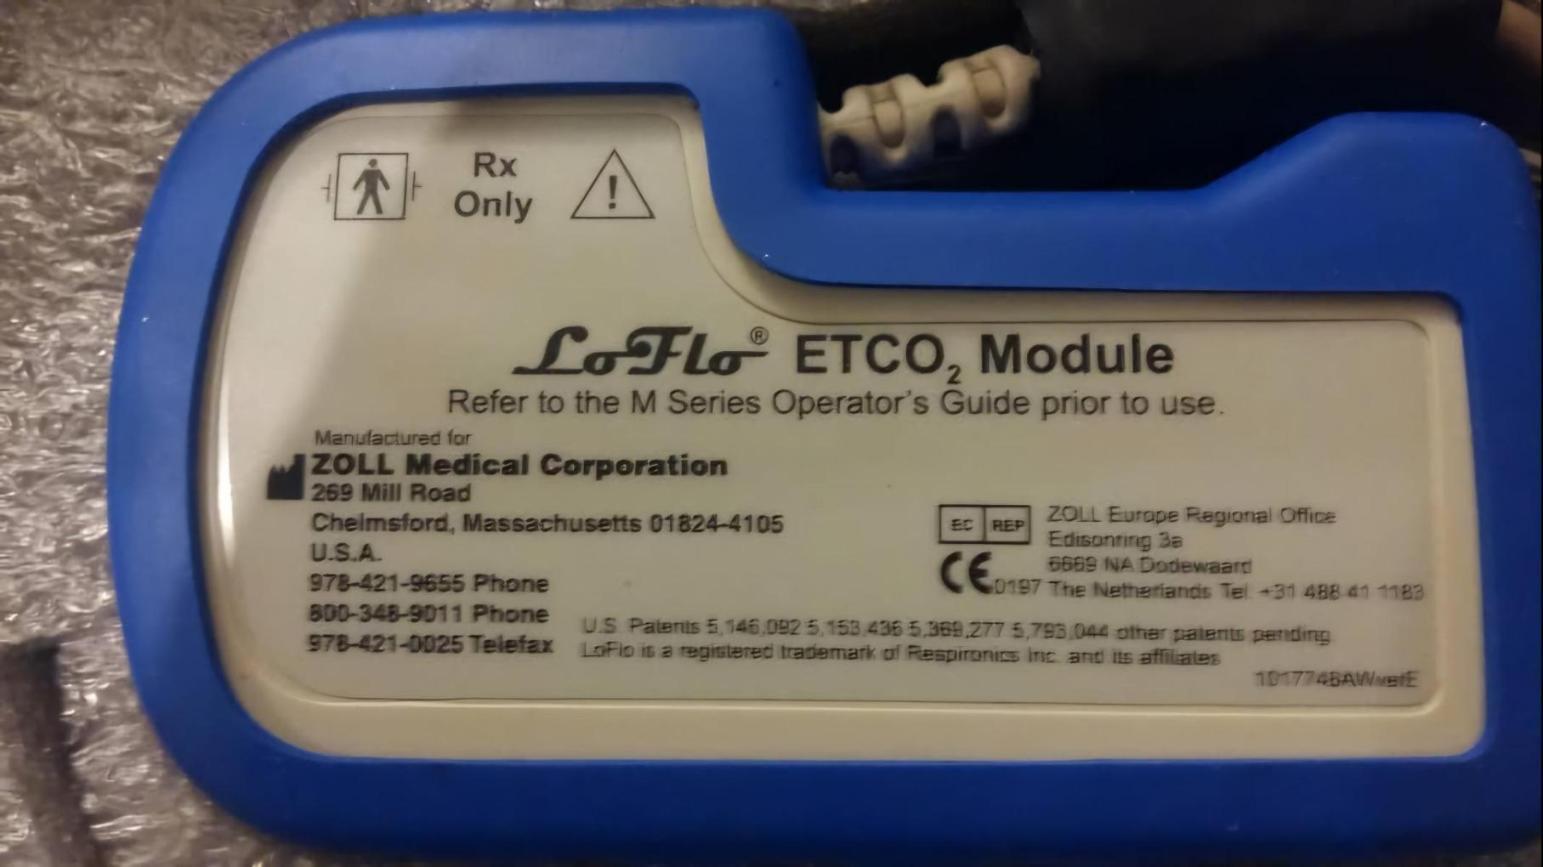 Rx
Only
!
LoFlo® ETCO₂ Module
Refer to the M Series Operator's Guide prior to use.
Manufactured for
ZOLL Medical Corporation
269 Mill Road
Chelmsford, Massachusetts 01824-4105
U.S.A.
978-421-9655 Phone
800-348-9011 Phone
978-421-0025 Telefax
EC REP
ZOLL Europe Regional Office
Edisonring 3a
6669 NA Dodewaard
CE 0197 The Netherlands Tel +31 488 41 1183
U.S. Patents 5,146,092 5,153,436 5,369,277 5,793,044 other patents pending
LoFlo is a registered trademark of Respironics Inc. and its affiliates